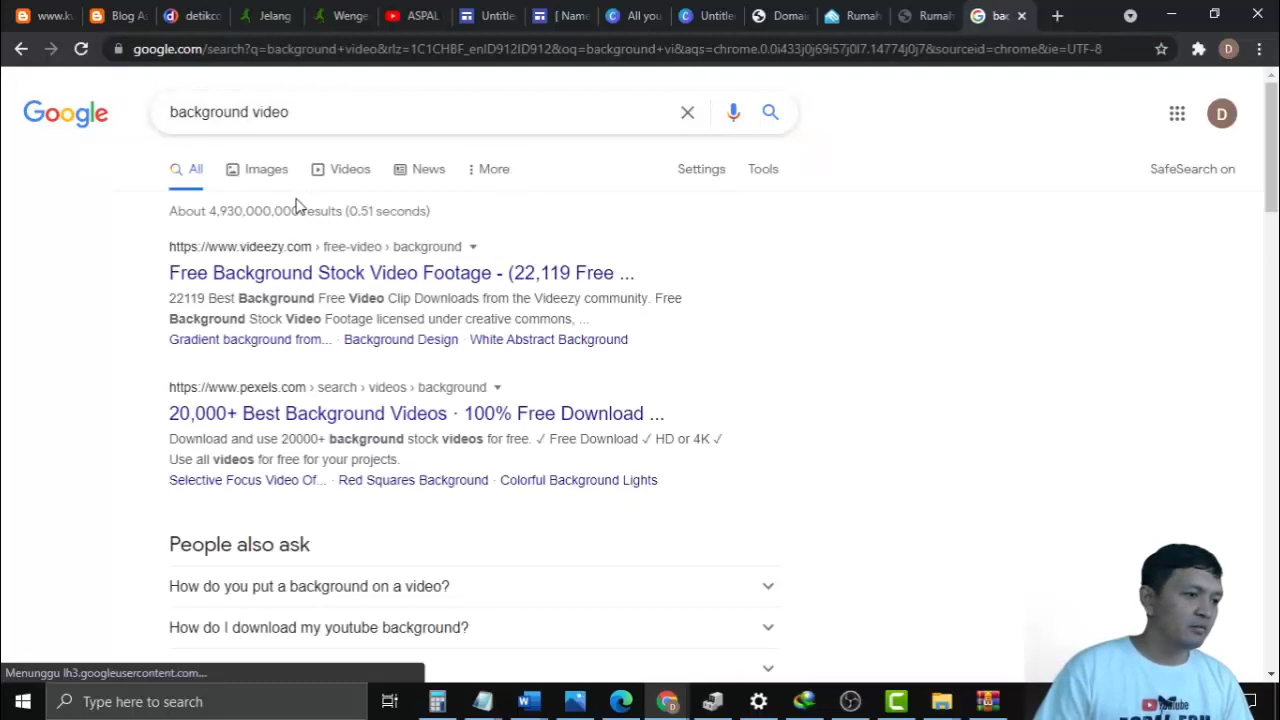 www.k
Blog As
detikco
Jelang
Wenge
ASPAL
Untitle
[ Name
All you
Untitle
Domai
Rumah
Rumah
bac
google.com/search?q=background+video&rlz=1C1CHBF_enID912ID912&oq=background+vi&aqs=chrome.0.0i433j0j69i57j0l7.14774j0j7&sourceid=chrome&ie=UTF-8
D
Google
background video
D
All Images Videos News More Settings Tools SafeSearch on
About 4,930,000,000 results (0.51 seconds)
https://www.videezy.com › free-video › background
Free Background Stock Video Footage - (22,119 Free ...
22119 Best Background Free Video Clip Downloads from the Videezy community. Free
Background Stock Video Footage licensed under creative commons, ...
Gradient background from... · Background Design · White Abstract Background
https://www.pexels.com › search › videos › background
20,000+ Best Background Videos · 100% Free Download ...
Download and use 20000+ background stock videos for free. ✓ Free Download ✓ HD or 4K ✓
Use all videos for free for your projects.
Selective Focus Video Of... · Red Squares Background · Colorful Background Lights
People also ask
How do you put a background on a video?
How do I download my youtube background?
Menunggu lh3.googleusercontent.com...
Type here to search
YouTube